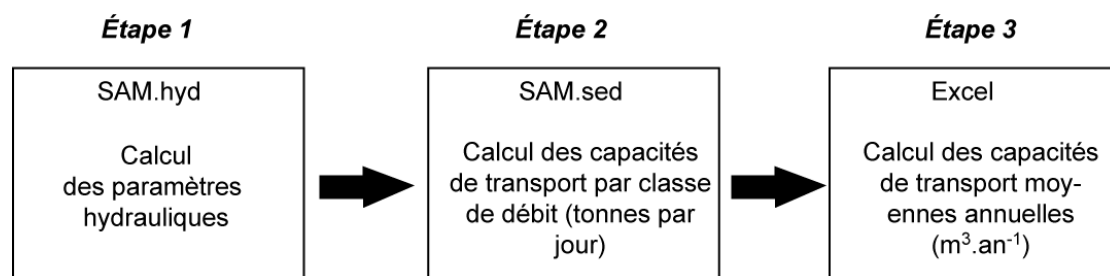 Étape 1
Étape 2
Étape 3
SAM.hyd
Calcul
des paramètres
hydrauliques
SAM.sed
Calcul des capacités
de transport par classe
de débit (tonnes par
jour)
Excel
Calcul des capacités
de transport moy-
ennes annuelles
(m³.an⁻¹)